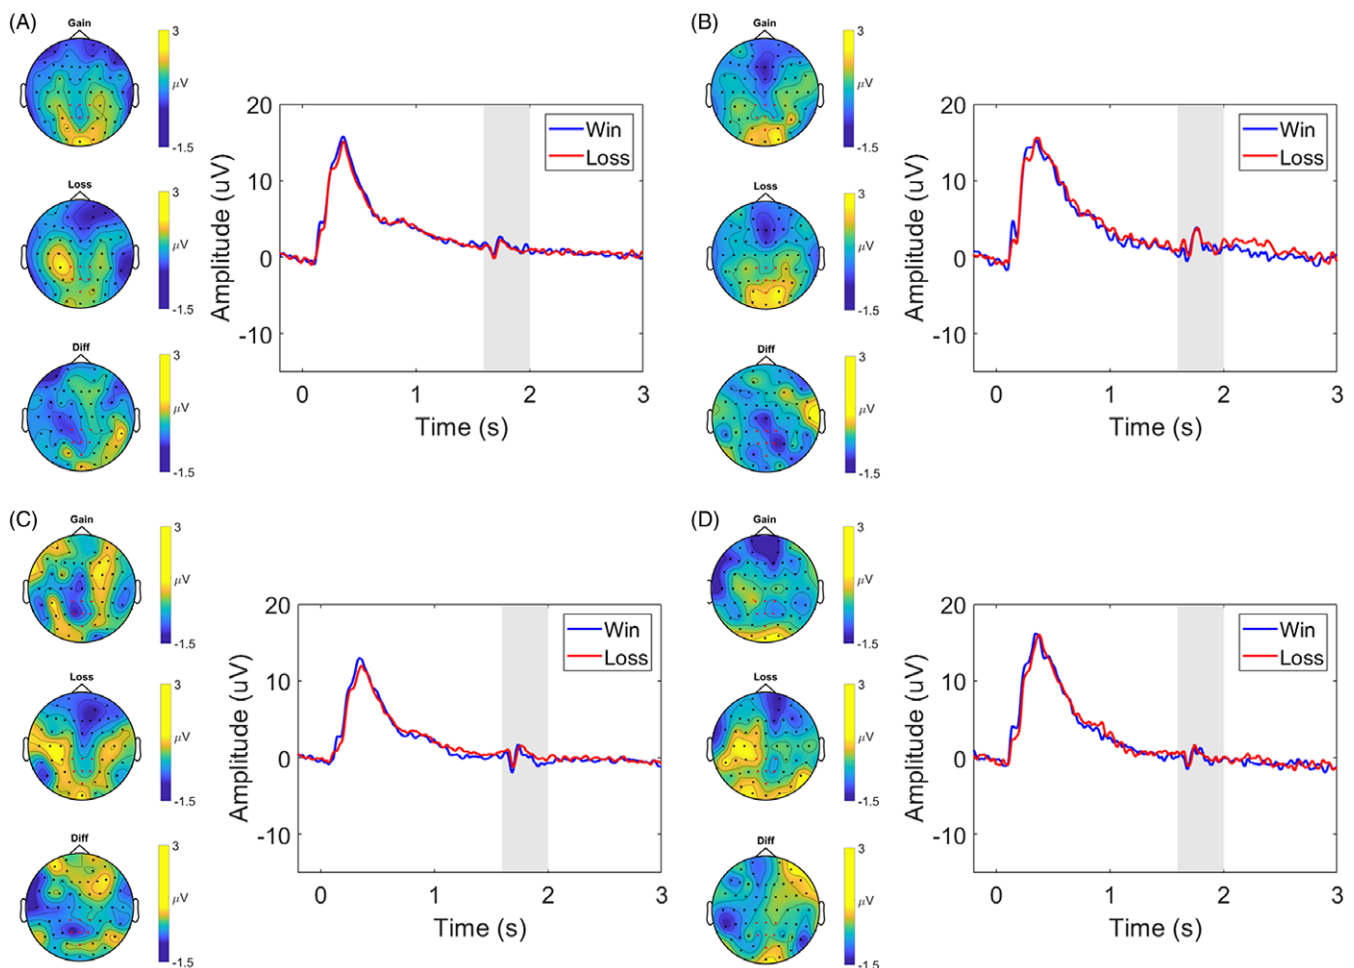 (A)
Gain
3
μV
-1.5
Loss
3
μV
-1.5
Diff
3
μV
-1.5
20
10
0
-10
Amplitude (uV)
Win
Loss
0 1 2 3
Time (s)
(B)
Gain
3
μV
-1.5
Loss
3
μV
-1.5
Diff
3
μV
-1.5
20
10
0
-10
Amplitude (uV)
Win
Loss
0 1 2 3
Time (s)
(C)
Gain
3
μV
-1.5
Loss
3
μV
-1.5
Diff
3
μV
-1.5
20
10
0
-10
Amplitude (uV)
Win
Loss
0 1 2 3
Time (s)
(D)
Gain
3
μV
-1.5
Loss
3
μV
-1.5
Diff
3
μV
-1.5
20
10
0
-10
Amplitude (uV)
Win
Loss
0 1 2 3
Time (s)